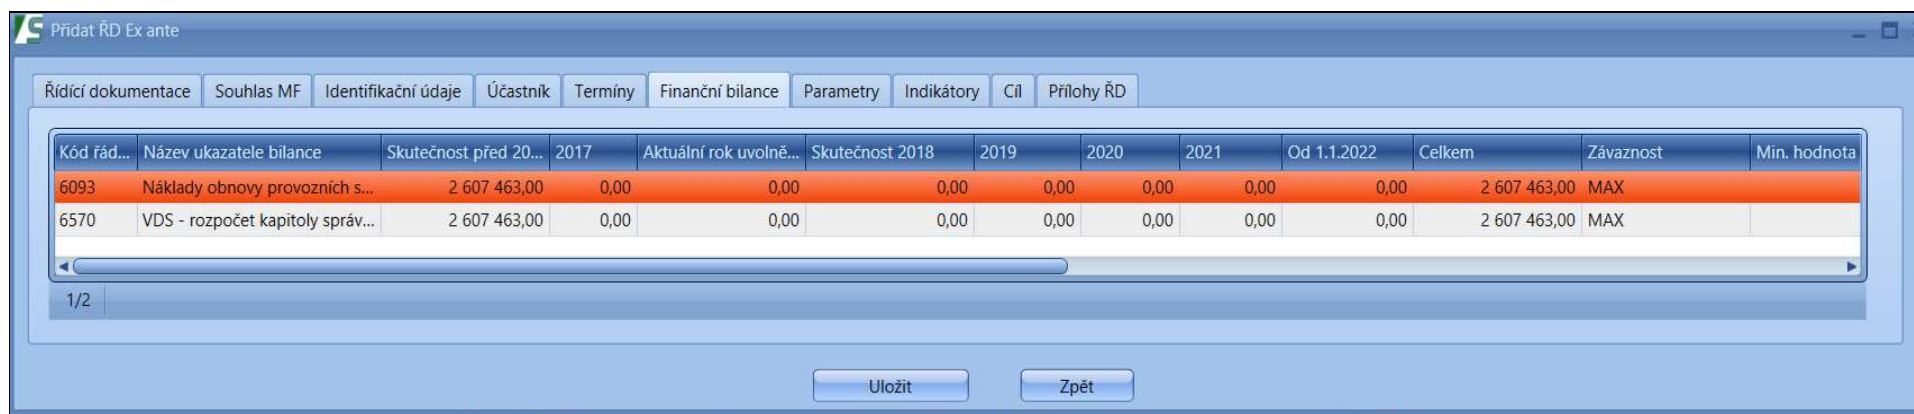 Přidat ŘD Ex ante
Řídící dokumentace Souhlas MF Identifikační údaje Účastník Termíny Finanční bilance Parametry Indikátory Cíl Přílohy ŘD
Kód řád... Název ukazatele bilance Skutečnost před 20... 2017 Aktuální rok uvolně... Skutečnost 2018 2019 2020 2021 Od 1.1.2022 Celkem Závaznost Min. hodnota
6093 Náklady obnovy provozních s... 2 607 463,00 0,00 0,00 0,00 0,00 0,00 0,00 0,00 2 607 463,00 MAX
6570 VDS - rozpočet kapitoly správ... 2 607 463,00 0,00 0,00 0,00 0,00 0,00 0,00 0,00 2 607 463,00 MAX
1/2
Uložit Zpět